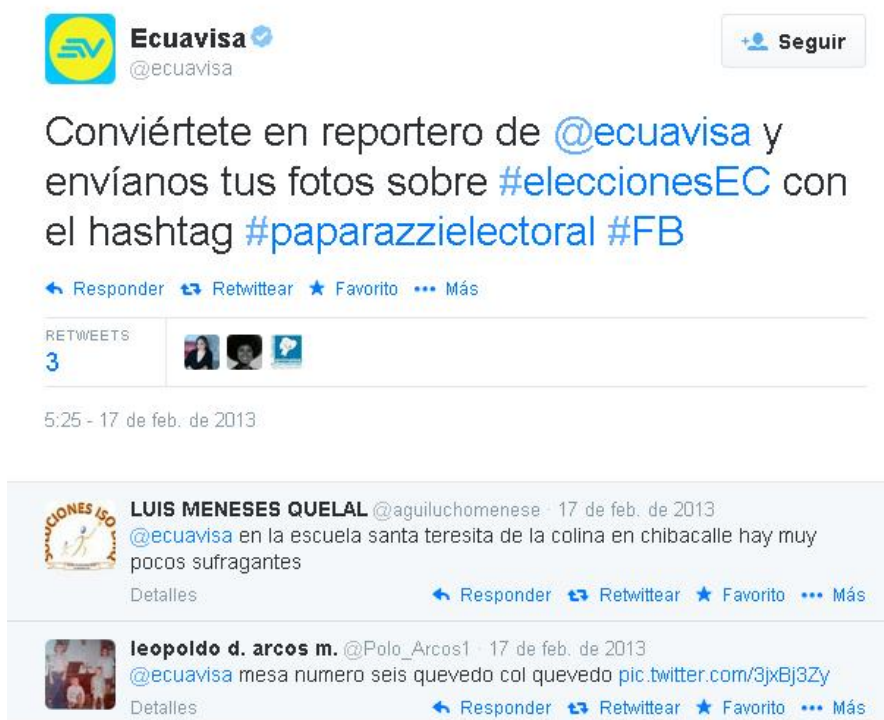 Ecuavisa
@ecuavisa
Seguir
Conviértete en reportero de @ecuavisa y
envíanos tus fotos sobre #eleccionesEC con
el hashtag #paparazzielectoral #FB
Responder Retwittear Favorito ••• Más
RETWEETS
3
5:25 - 17 de feb. de 2013
LUIS MENESES QUELAL @aguiluchomenese · 17 de feb. de 2013
@ecuavisa en la escuela santa teresita de la colina en chibacalle hay muy
pocos sufragantes
Detalles Responder Retwittear Favorito ••• Más
leopoldo d. arcos m. @Polo_Arcos1 · 17 de feb. de 2013
@ecuavisa mesa numero seis quevedo col quevedo pic.twitter.com/3jxBj3Zy
Detalles Responder Retwittear Favorito ••• Más